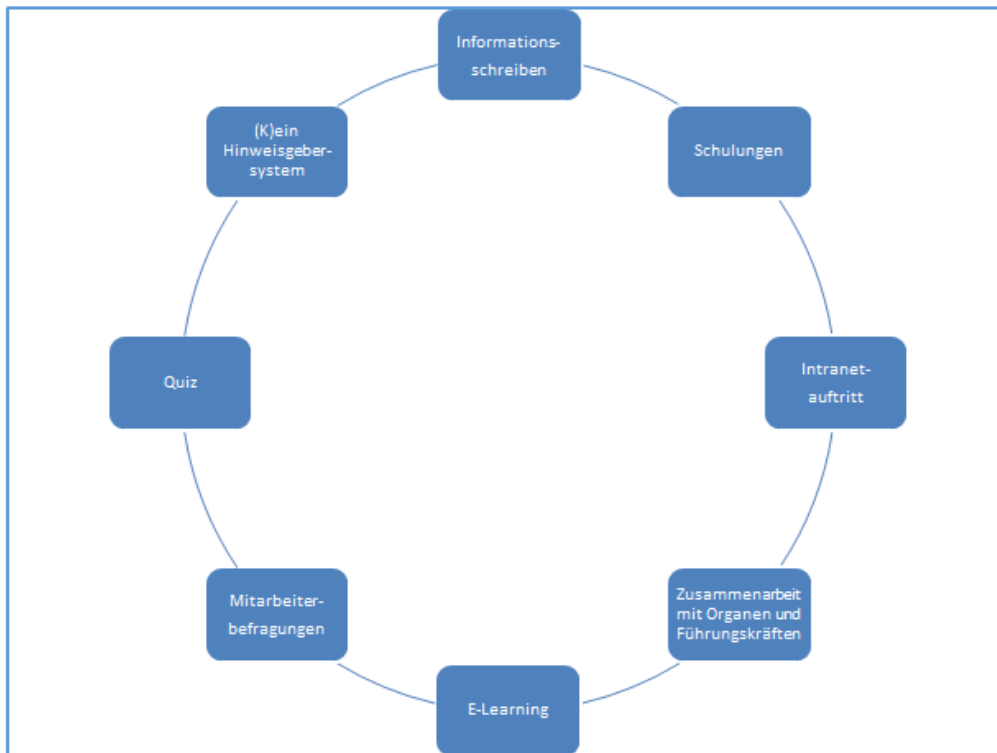 Informations-
schreiben
Schulungen
Intranet-
auftritt
Zusammenarbeit
mit Organen und
Führungskräften
E-Learning
Mitarbeiter-
befragungen
Quiz
(K)ein
Hinweisgeber-
system